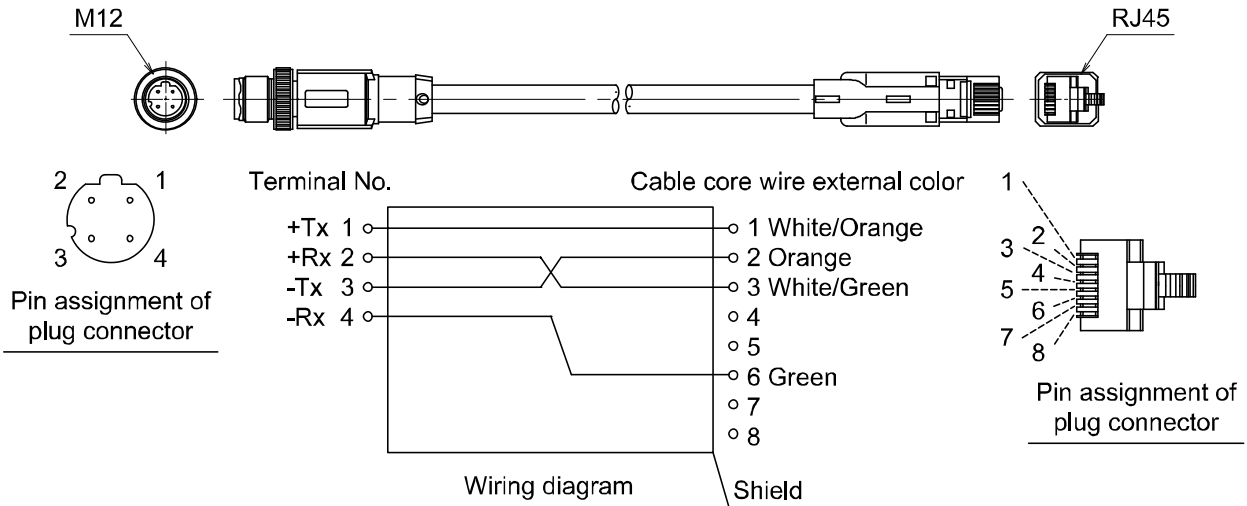 M12
RJ45
2 1
3 4
Pin assignment of
plug connector
Terminal No.
Cable core wire external color
+Tx 1
+Rx 2
-Tx 3
-Rx 4
1 White/Orange
2 Orange
3 White/Green
4
5
6 Green
7
8
Wiring diagram
Shield
1
2
3
4
5
6
7
8
Pin assignment of
plug connector